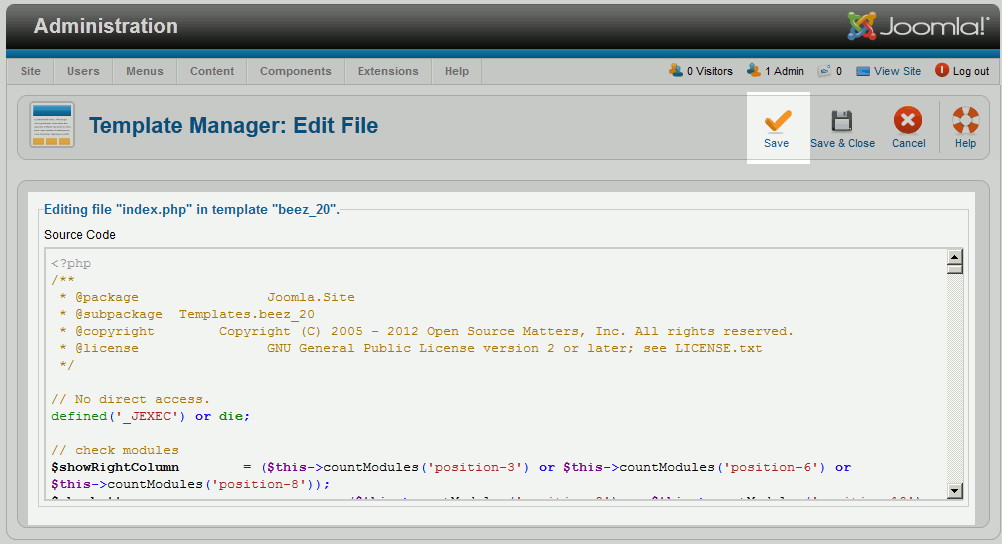 Administration
Joomla!®
Site Users Menus Content Components Extensions Help 0 Visitors 1 Admin 0 View Site Log out
Template Manager: Edit File
Save Save & Close Cancel Help
Editing file "index.php" in template "beez_20".
Source Code
<?php
/**
 * @package Joomla.Site
 * @subpackage Templates.beez_20
 * @copyright Copyright (C) 2005 - 2012 Open Source Matters, Inc. All rights reserved.
 * @license GNU General Public License version 2 or later; see LICENSE.txt
 */
// No direct access.
defined('_JEXEC') or die;
// check modules
$showRightColumn = ($this->countModules('position-3') or $this->countModules('position-6') or
$this->countModules('position-8'));